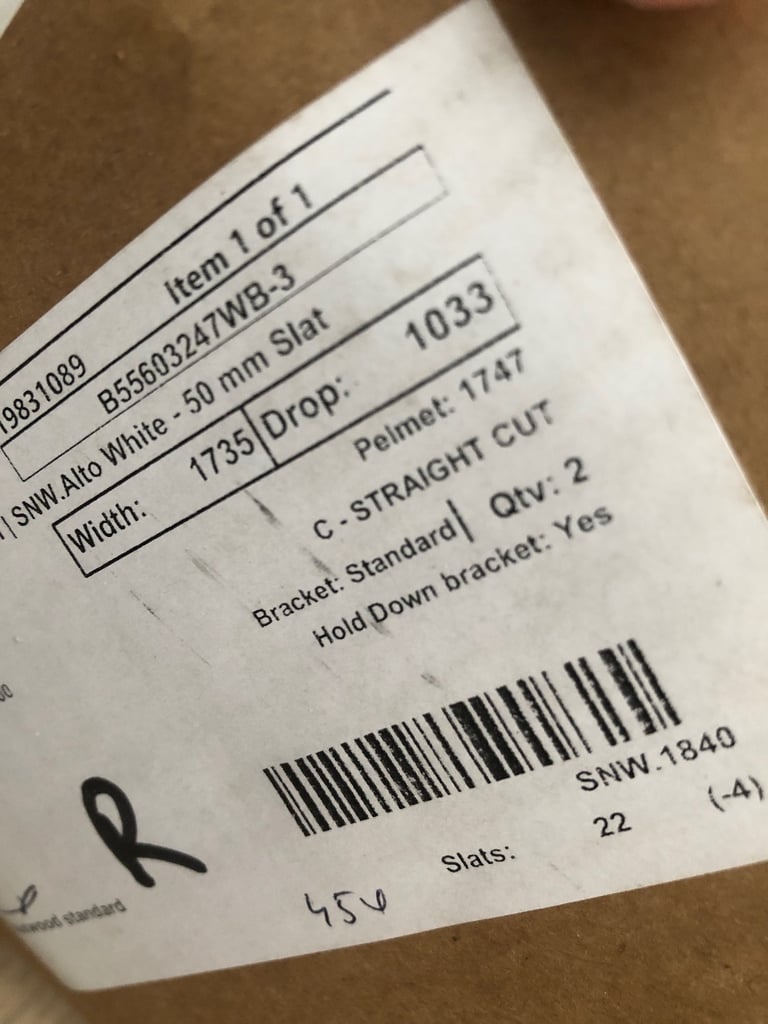 Item 1 of 1
19831089 B55603247WB-3
SNW.Alto White - 50 mm Slat
Width: 1735 Drop: 1033
Pelmet: 1747
C - STRAIGHT CUT
Bracket: Standard| Qty: 2
Hold Down bracket: Yes
SNW.1840
Slats: 22 (-4)
R
standard